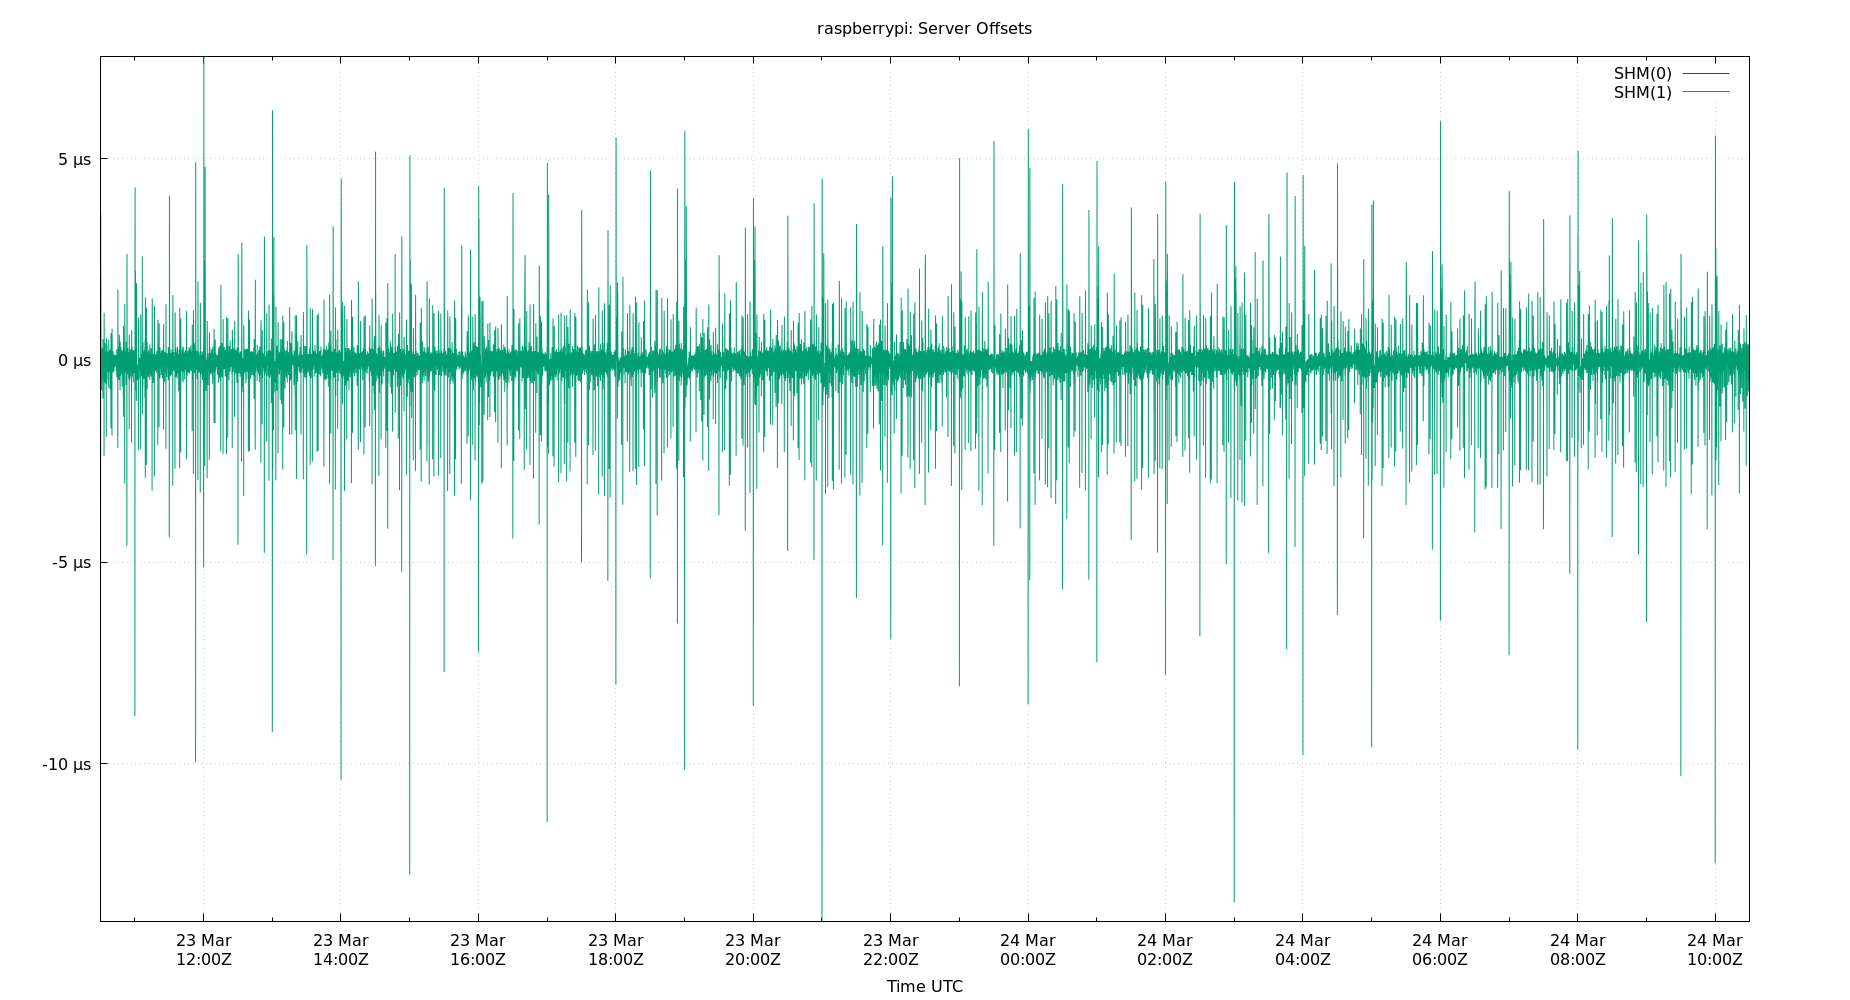 raspberrypi: Server Offsets
SHM(0)
SHM(1)
5 µs
0 µs
-5 µs
-10 µs
23 Mar 23 Mar 23 Mar 23 Mar 23 Mar 23 Mar 24 Mar 24 Mar 24 Mar 24 Mar 24 Mar 24 Mar
12:00Z 14:00Z 16:00Z 18:00Z 20:00Z 22:00Z 00:00Z 02:00Z 04:00Z 06:00Z 08:00Z 10:00Z
Time UTC